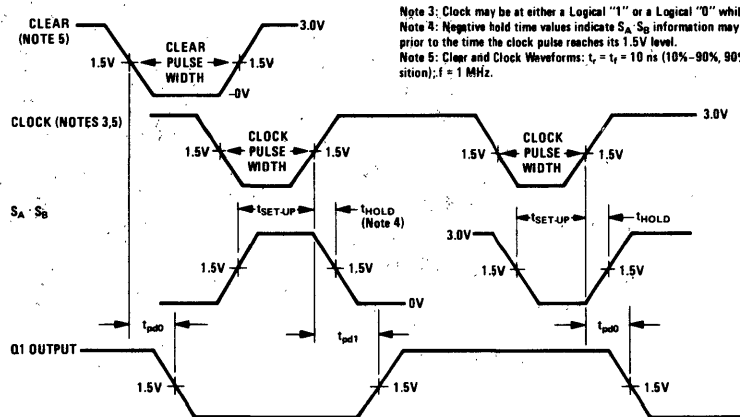 Note 3: Clock may be at either a Logical "1" or a Logical "0" whil
Note 4: Negative hold time values indicate SA·SB information may
prior to the time the clock pulse reaches its 1.5V level.
Note 5: Clear and Clock Waveforms: tr = tf = 10 ns (10%–90%, 90%
sition); f = 1 MHz.
CLEAR
(NOTE 5)
3.0V
CLEAR
PULSE
WIDTH
1.5V
1.5V
0V
CLOCK (NOTES 3,5)
3.0V
CLOCK
PULSE
WIDTH
1.5V
1.5V
CLOCK
PULSE
WIDTH
1.5V
1.5V
SA·SB
tSET-UP
tHOLD
(Note 4)
tSET-UP
tHOLD
3.0V
1.5V
1.5V
1.5V
1.5V
0V
tpd0
tpd1
tpd0
Q1 OUTPUT
1.5V
1.5V
1.5V